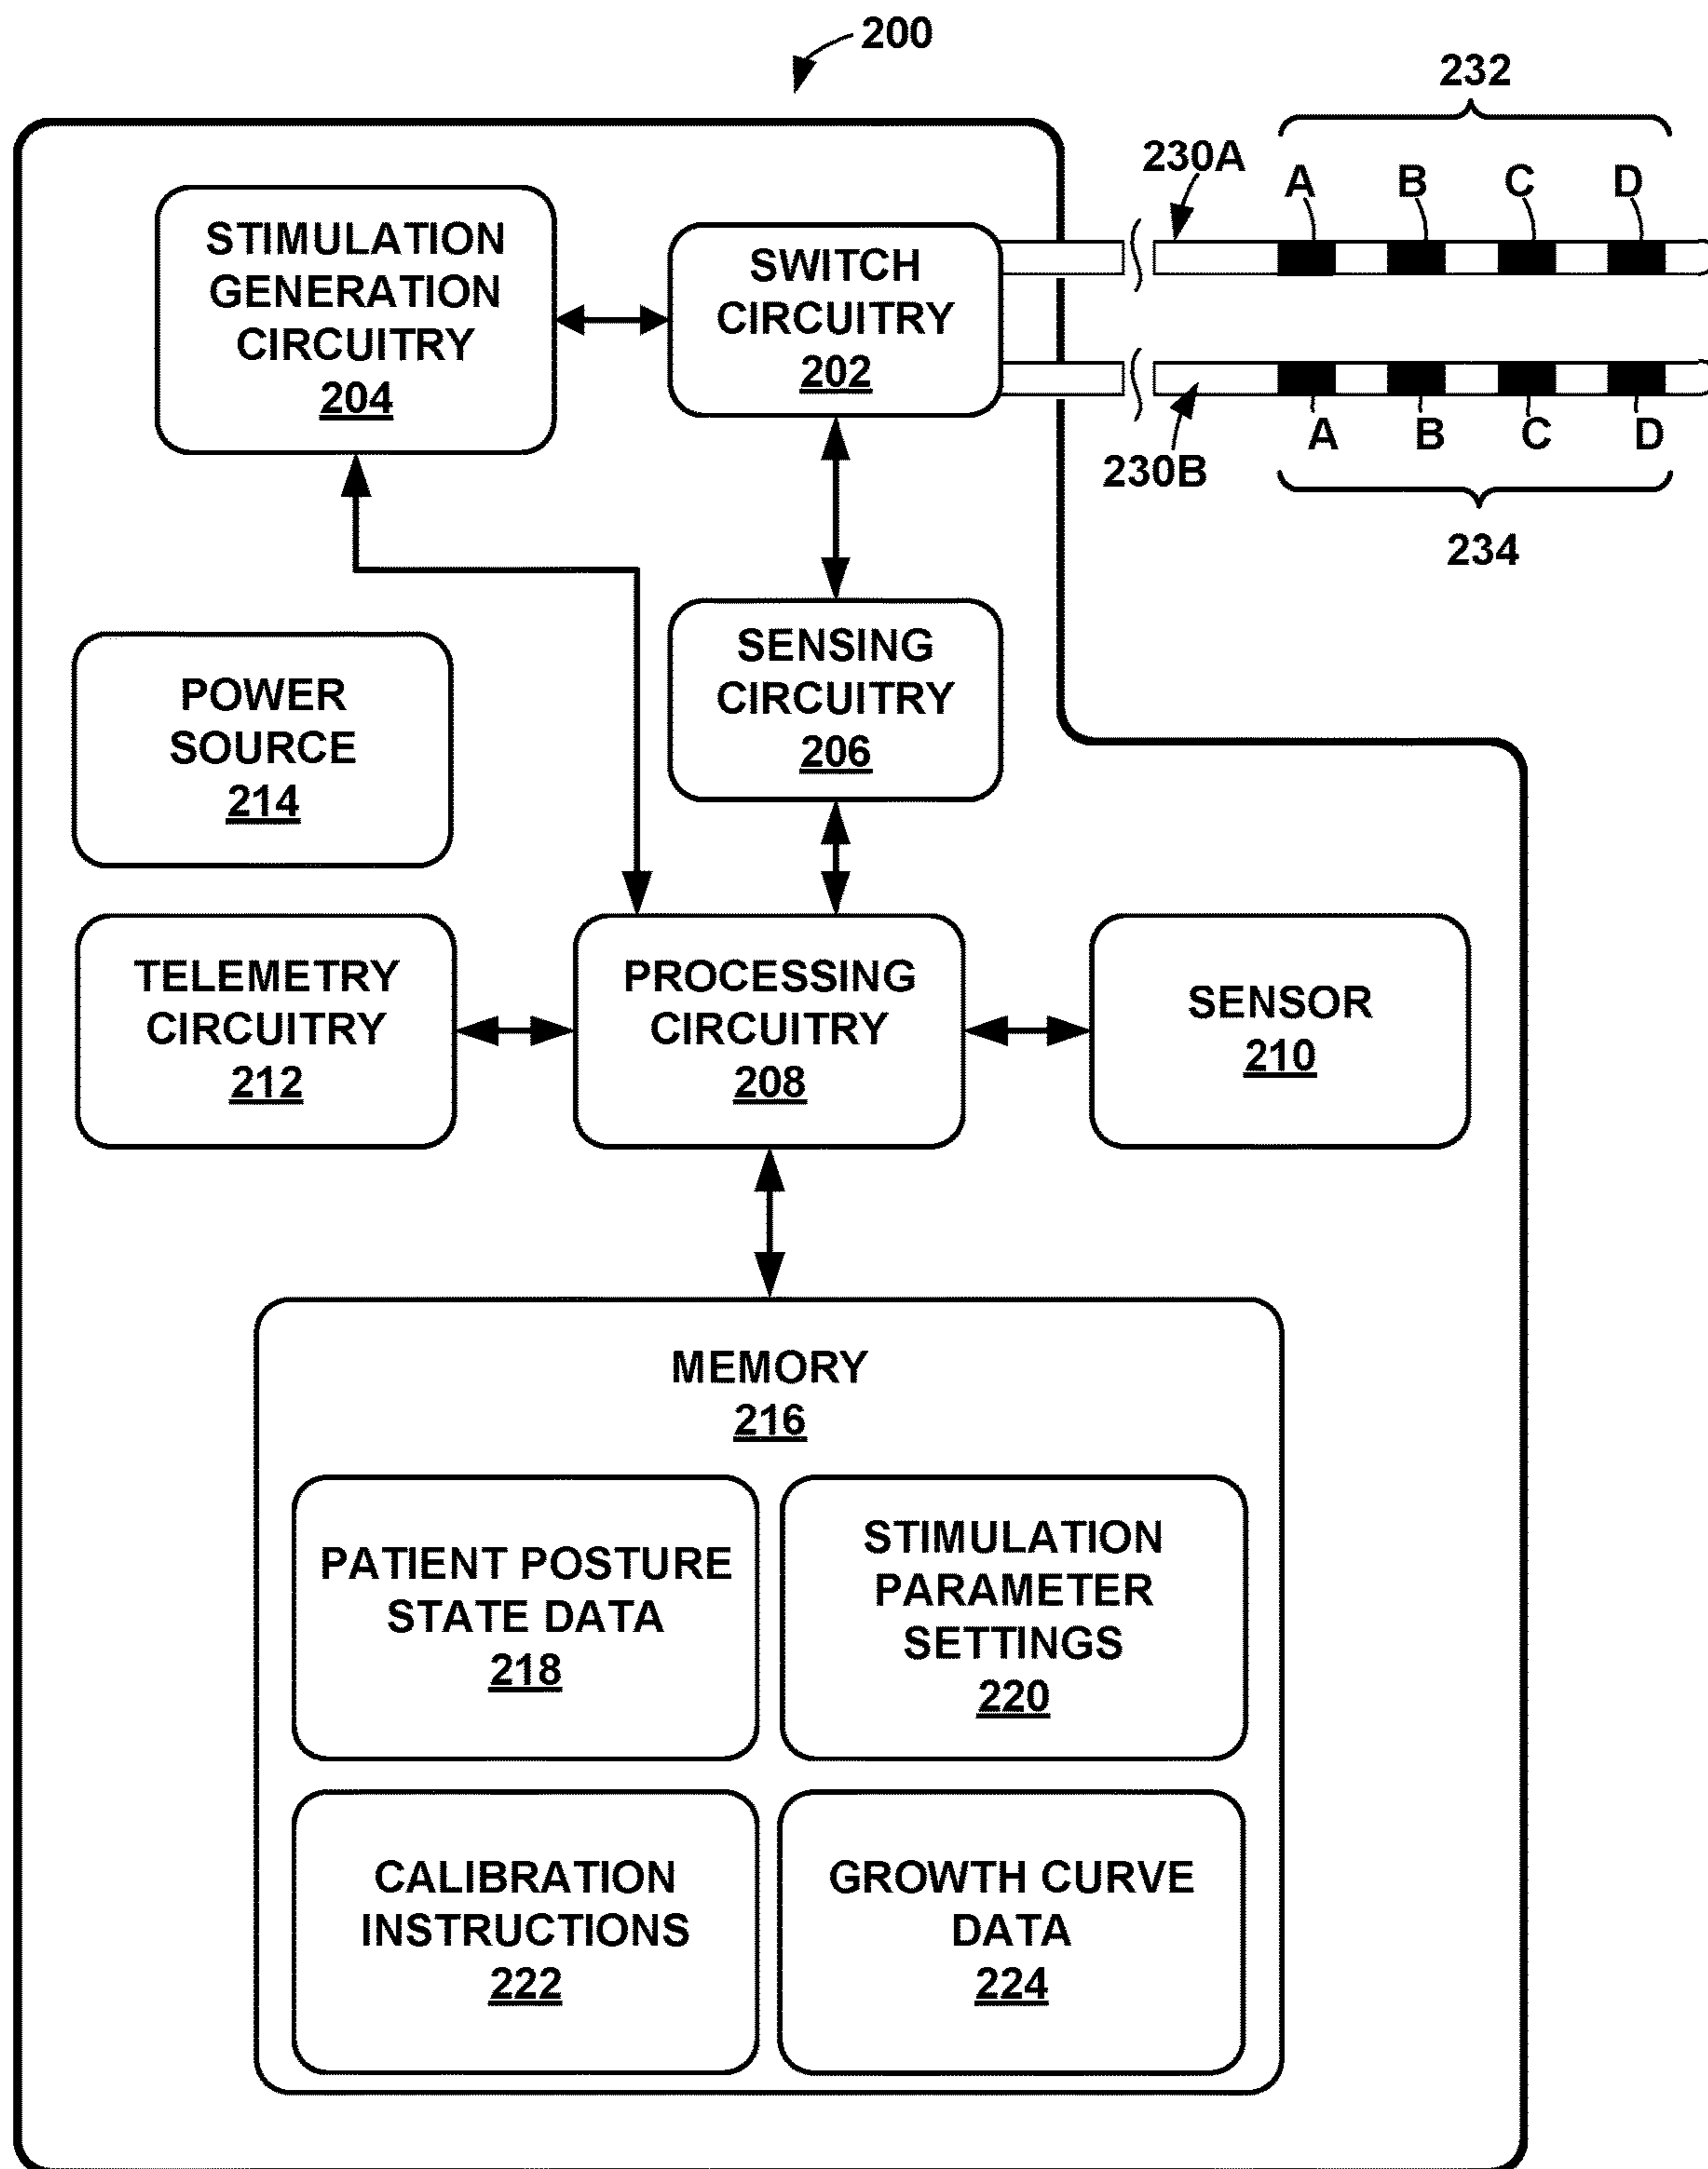 200
232
230A
A B C D
STIMULATION
GENERATION
CIRCUITRY
204
SWITCH
CIRCUITRY
202
A B C D
230B
234
POWER
SOURCE
214
SENSING
CIRCUITRY
206
TELEMETRY
CIRCUITRY
212
PROCESSING
CIRCUITRY
208
SENSOR
210
MEMORY
216
PATIENT POSTURE
STATE DATA
218
STIMULATION
PARAMETER
SETTINGS
220
CALIBRATION
INSTRUCTIONS
222
GROWTH CURVE
DATA
224